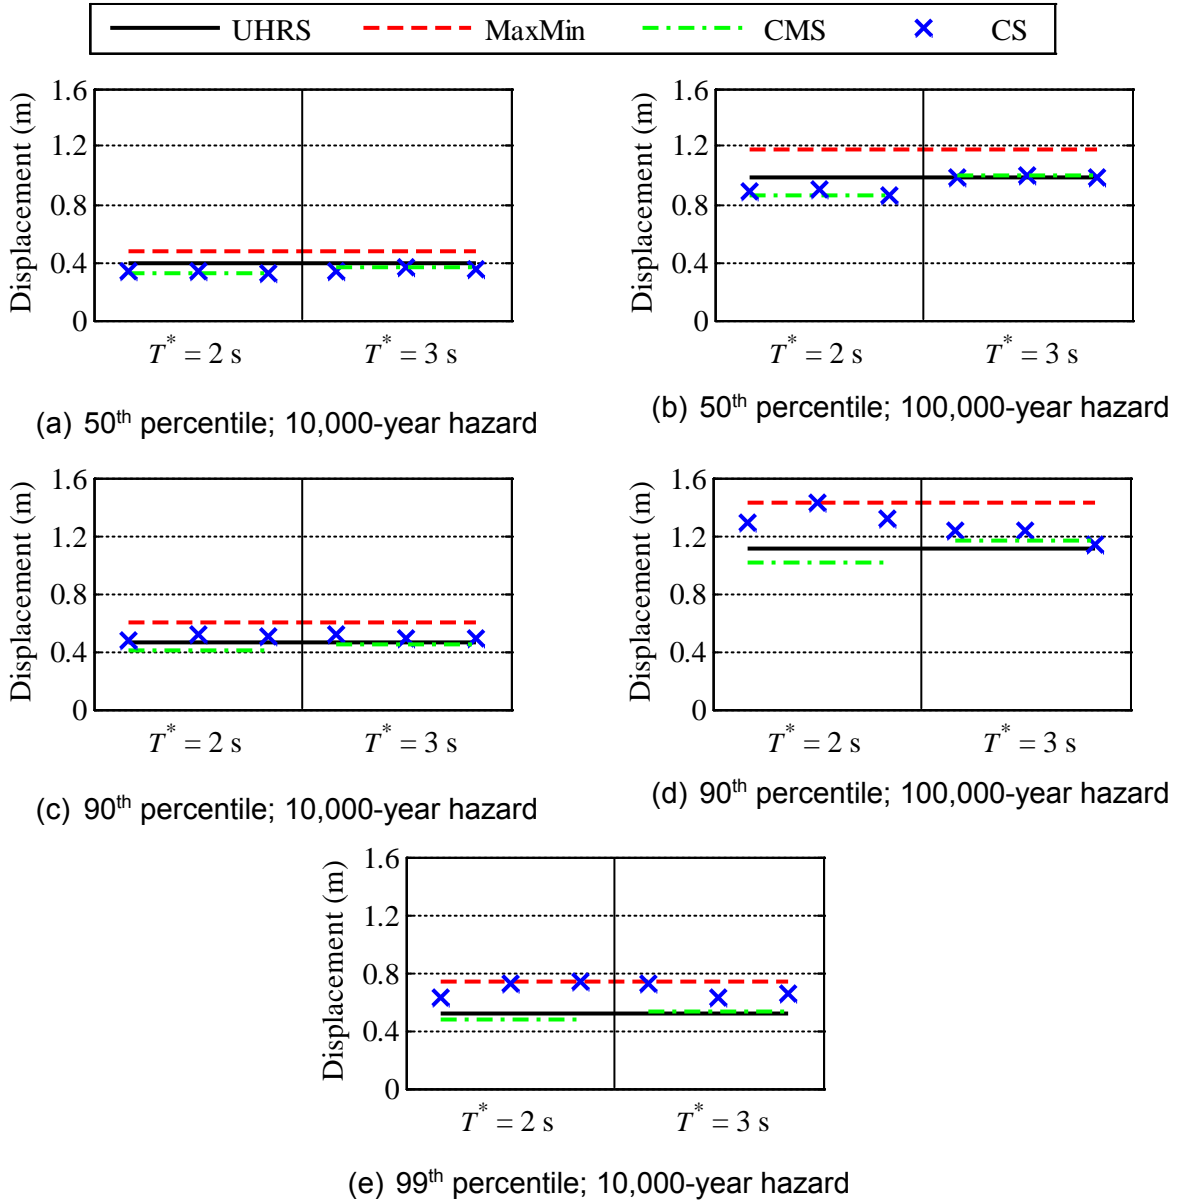 UHRS MaxMin CMS CS
Displacement (m)
1.6
1.2
0.8
0.4
0
T* = 2 s T* = 3 s
(a) 50th percentile; 10,000-year hazard
Displacement (m)
1.6
1.2
0.8
0.4
0
T* = 2 s T* = 3 s
(b) 50th percentile; 100,000-year hazard
Displacement (m)
1.6
1.2
0.8
0.4
0
T* = 2 s T* = 3 s
(c) 90th percentile; 10,000-year hazard
Displacement (m)
1.6
1.2
0.8
0.4
0
T* = 2 s T* = 3 s
(d) 90th percentile; 100,000-year hazard
Displacement (m)
1.6
1.2
0.8
0.4
0
T* = 2 s T* = 3 s
(e) 99th percentile; 10,000-year hazard